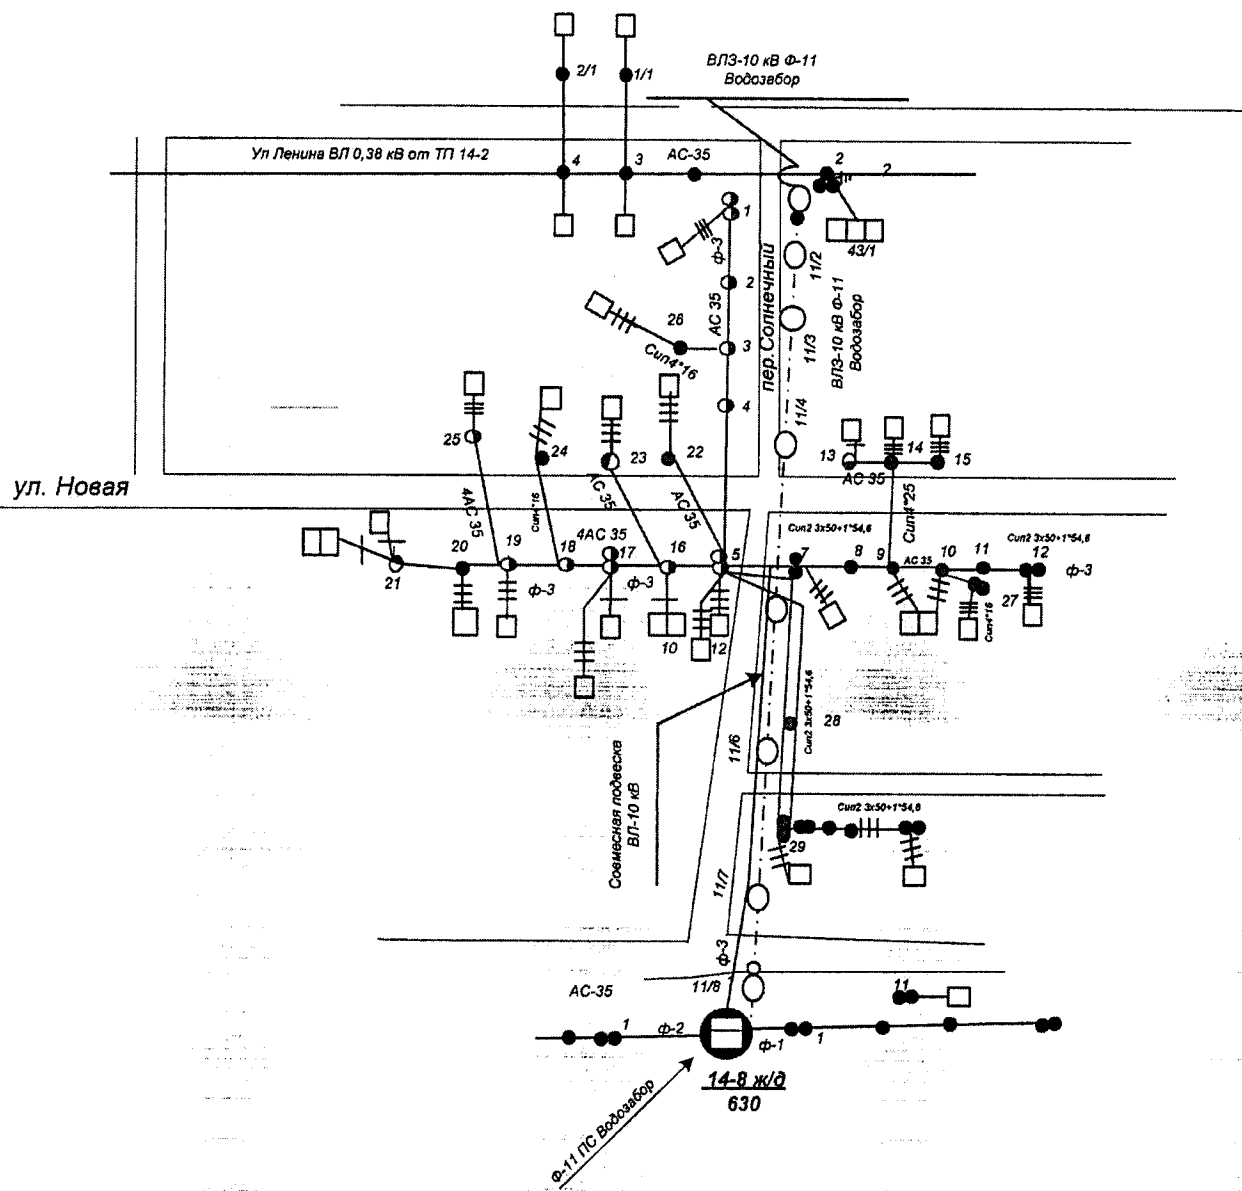 ВЛЗ-10 кВ Ф-11
Водозабор
2/1
1/1
Ул Ленина ВЛ 0,38 кВ от ТП 14-2
4
3
АС-35
2
2
43/1
1
ф-3
2
АС 35
3
4
26
Сип4*16
пер.Солнечный
11/2
11/3
11/4
ВЛЗ-10 кВ Ф-11
Водозабор
25
24
23
22
13
14
15
АС 35
Сип4*25
ул. Новая
4АС 35
Сип4*16
АС 35
АС 35
21
20
19
18
4АС 35
17
16
5
ф-3
ф-3
10
12
Сип2 3х50+1*54,6
7
8
9
АС 35
10
11
Сип2 3х50+1*54,6
12
ф-3
27
Сип4*16
Совмесная подвеска
ВЛ-10 кВ
11/6
Сип2 3х50+1*54,6
28
Сип2 3х50+1*54,6
29
11/7
ф-3
11/8
АС-35
11
1
ф-2
ф-1
1
14-8 ж/д
630
Ф-11 ПС Водозабор